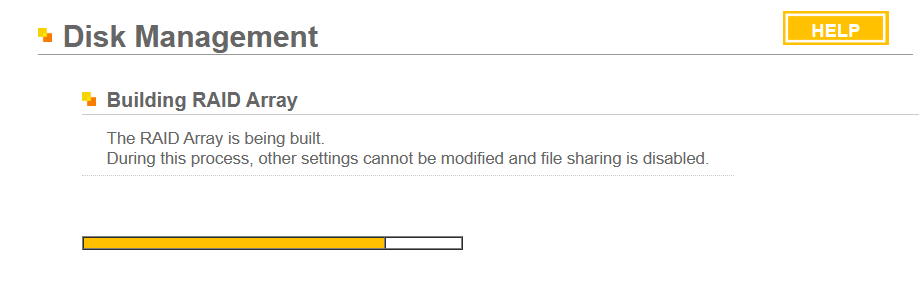 Disk Management
HELP
Building RAID Array
The RAID Array is being built.
During this process, other settings cannot be modified and file sharing is disabled.